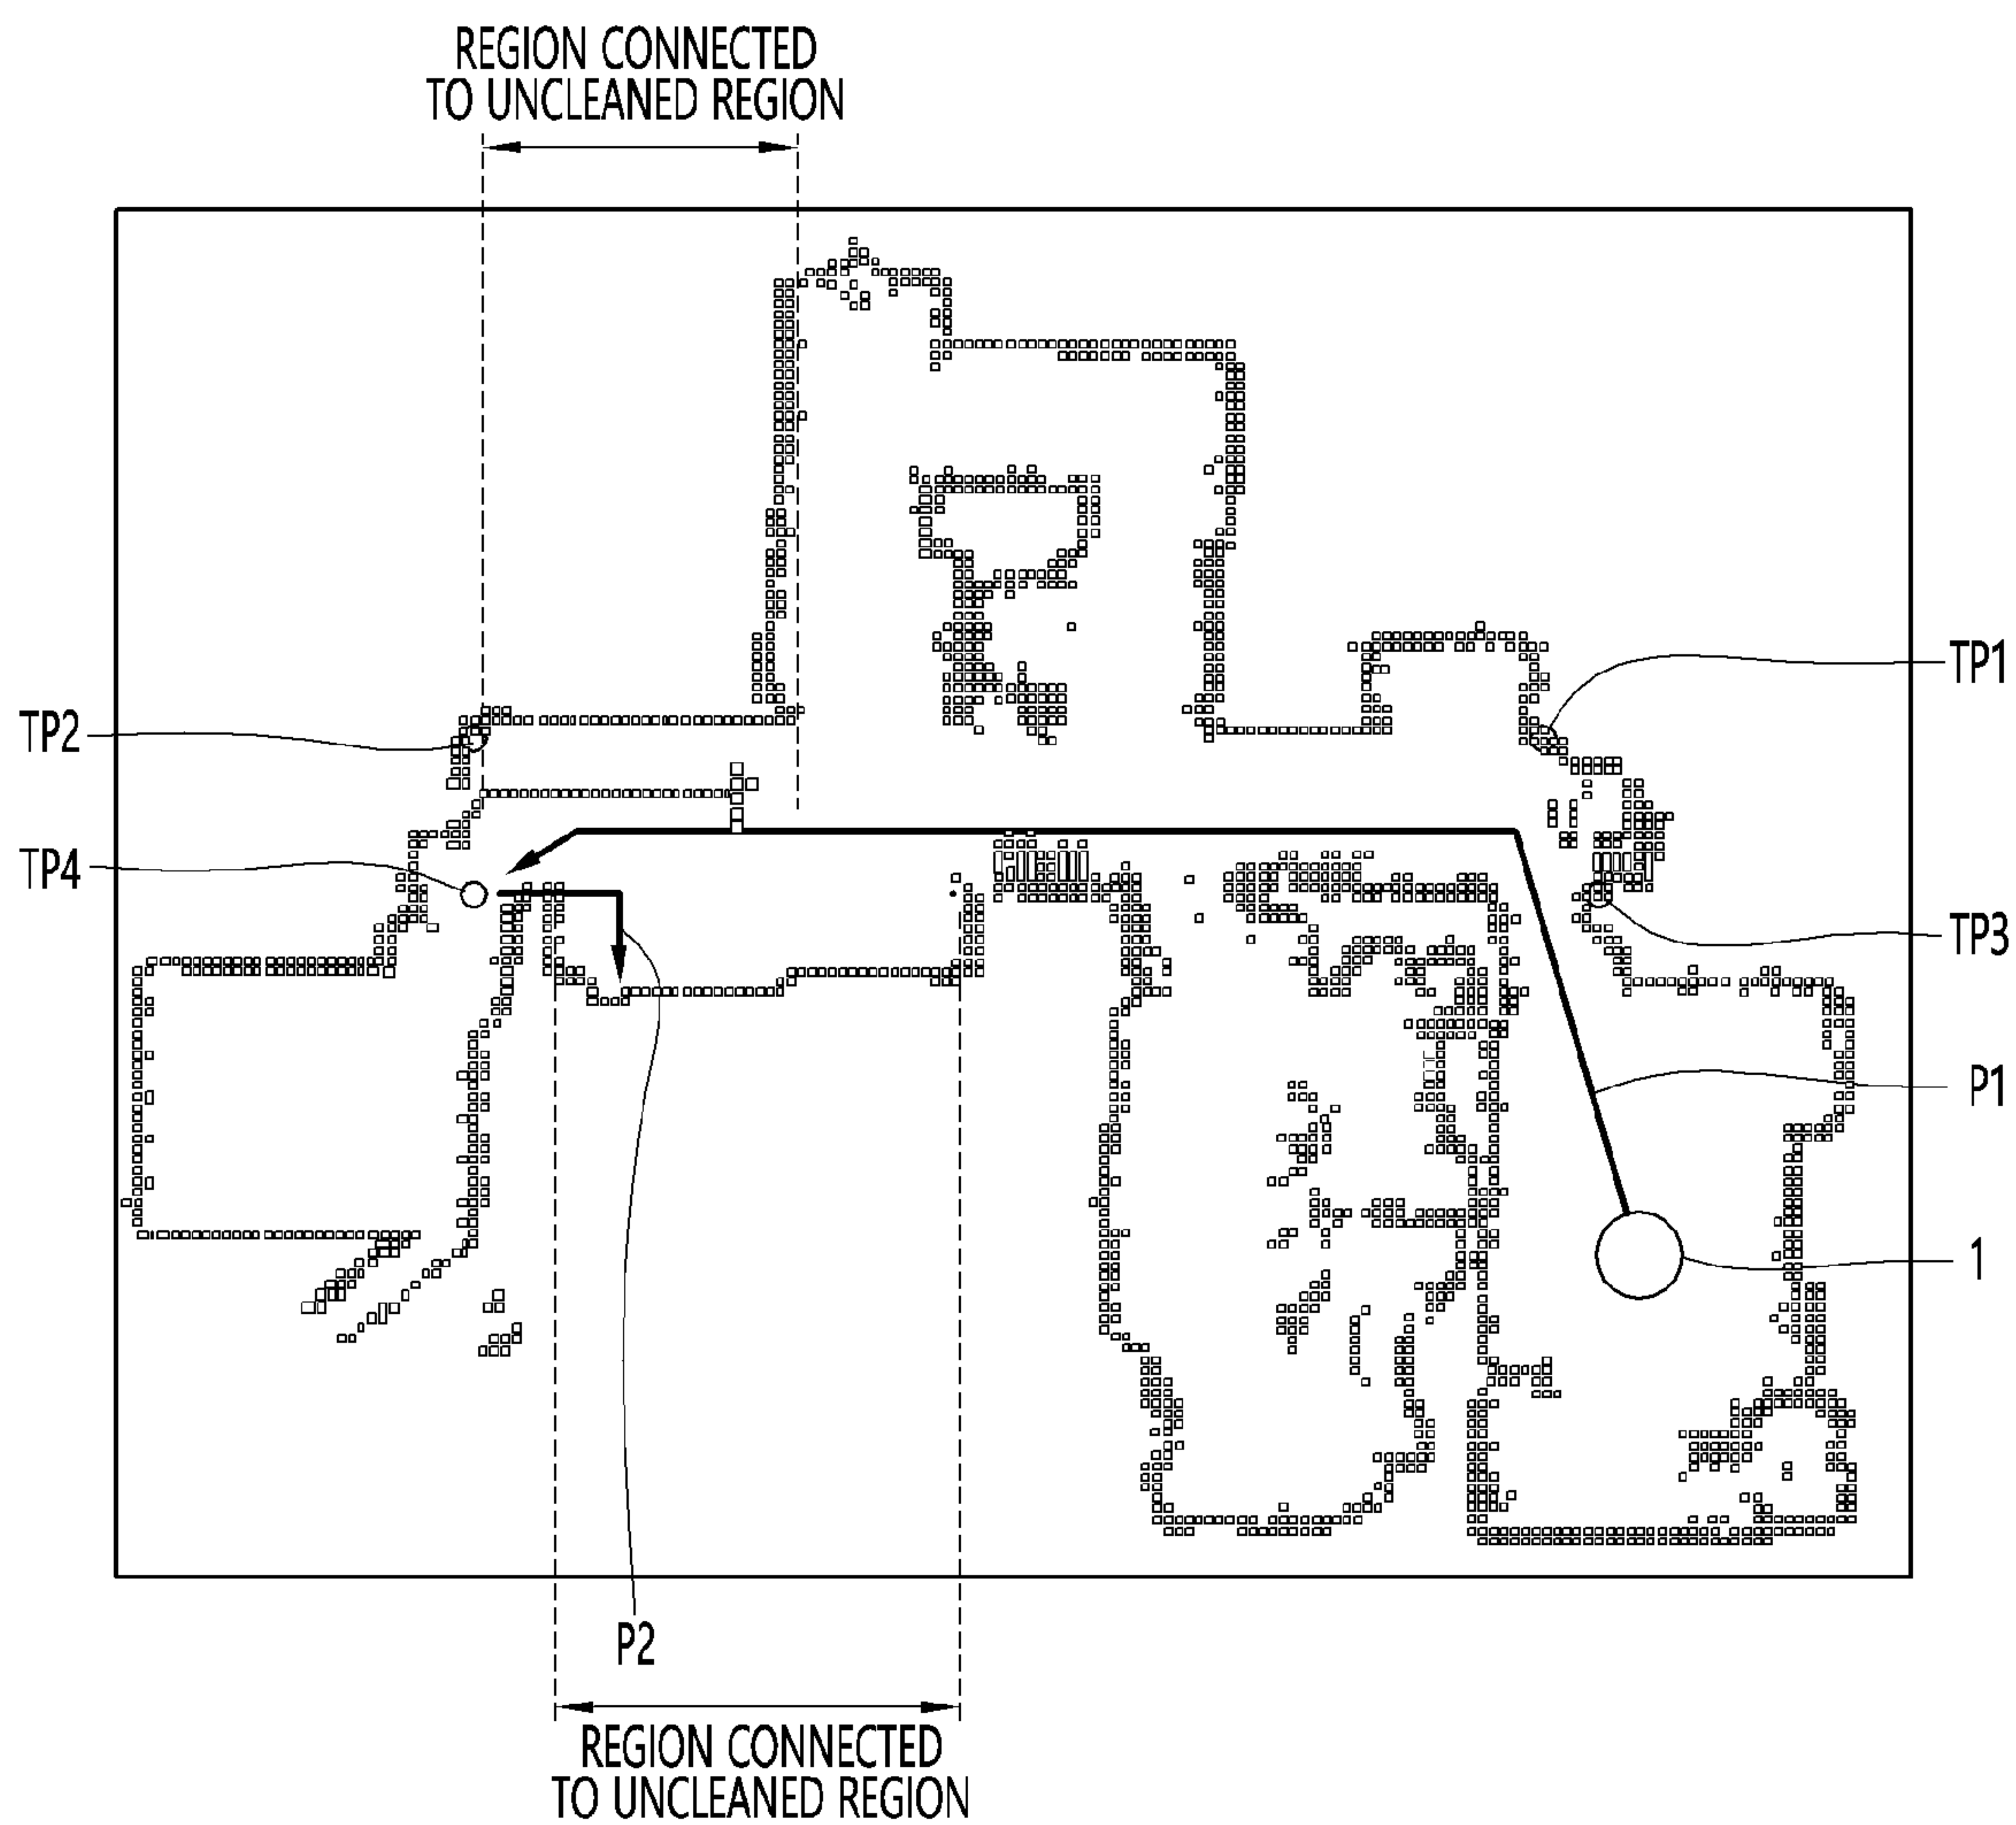 REGION CONNECTED
TO UNCLEANED REGION
TP1
TP2
TP4
TP3
P1
1
P2
REGION CONNECTED
TO UNCLEANED REGION